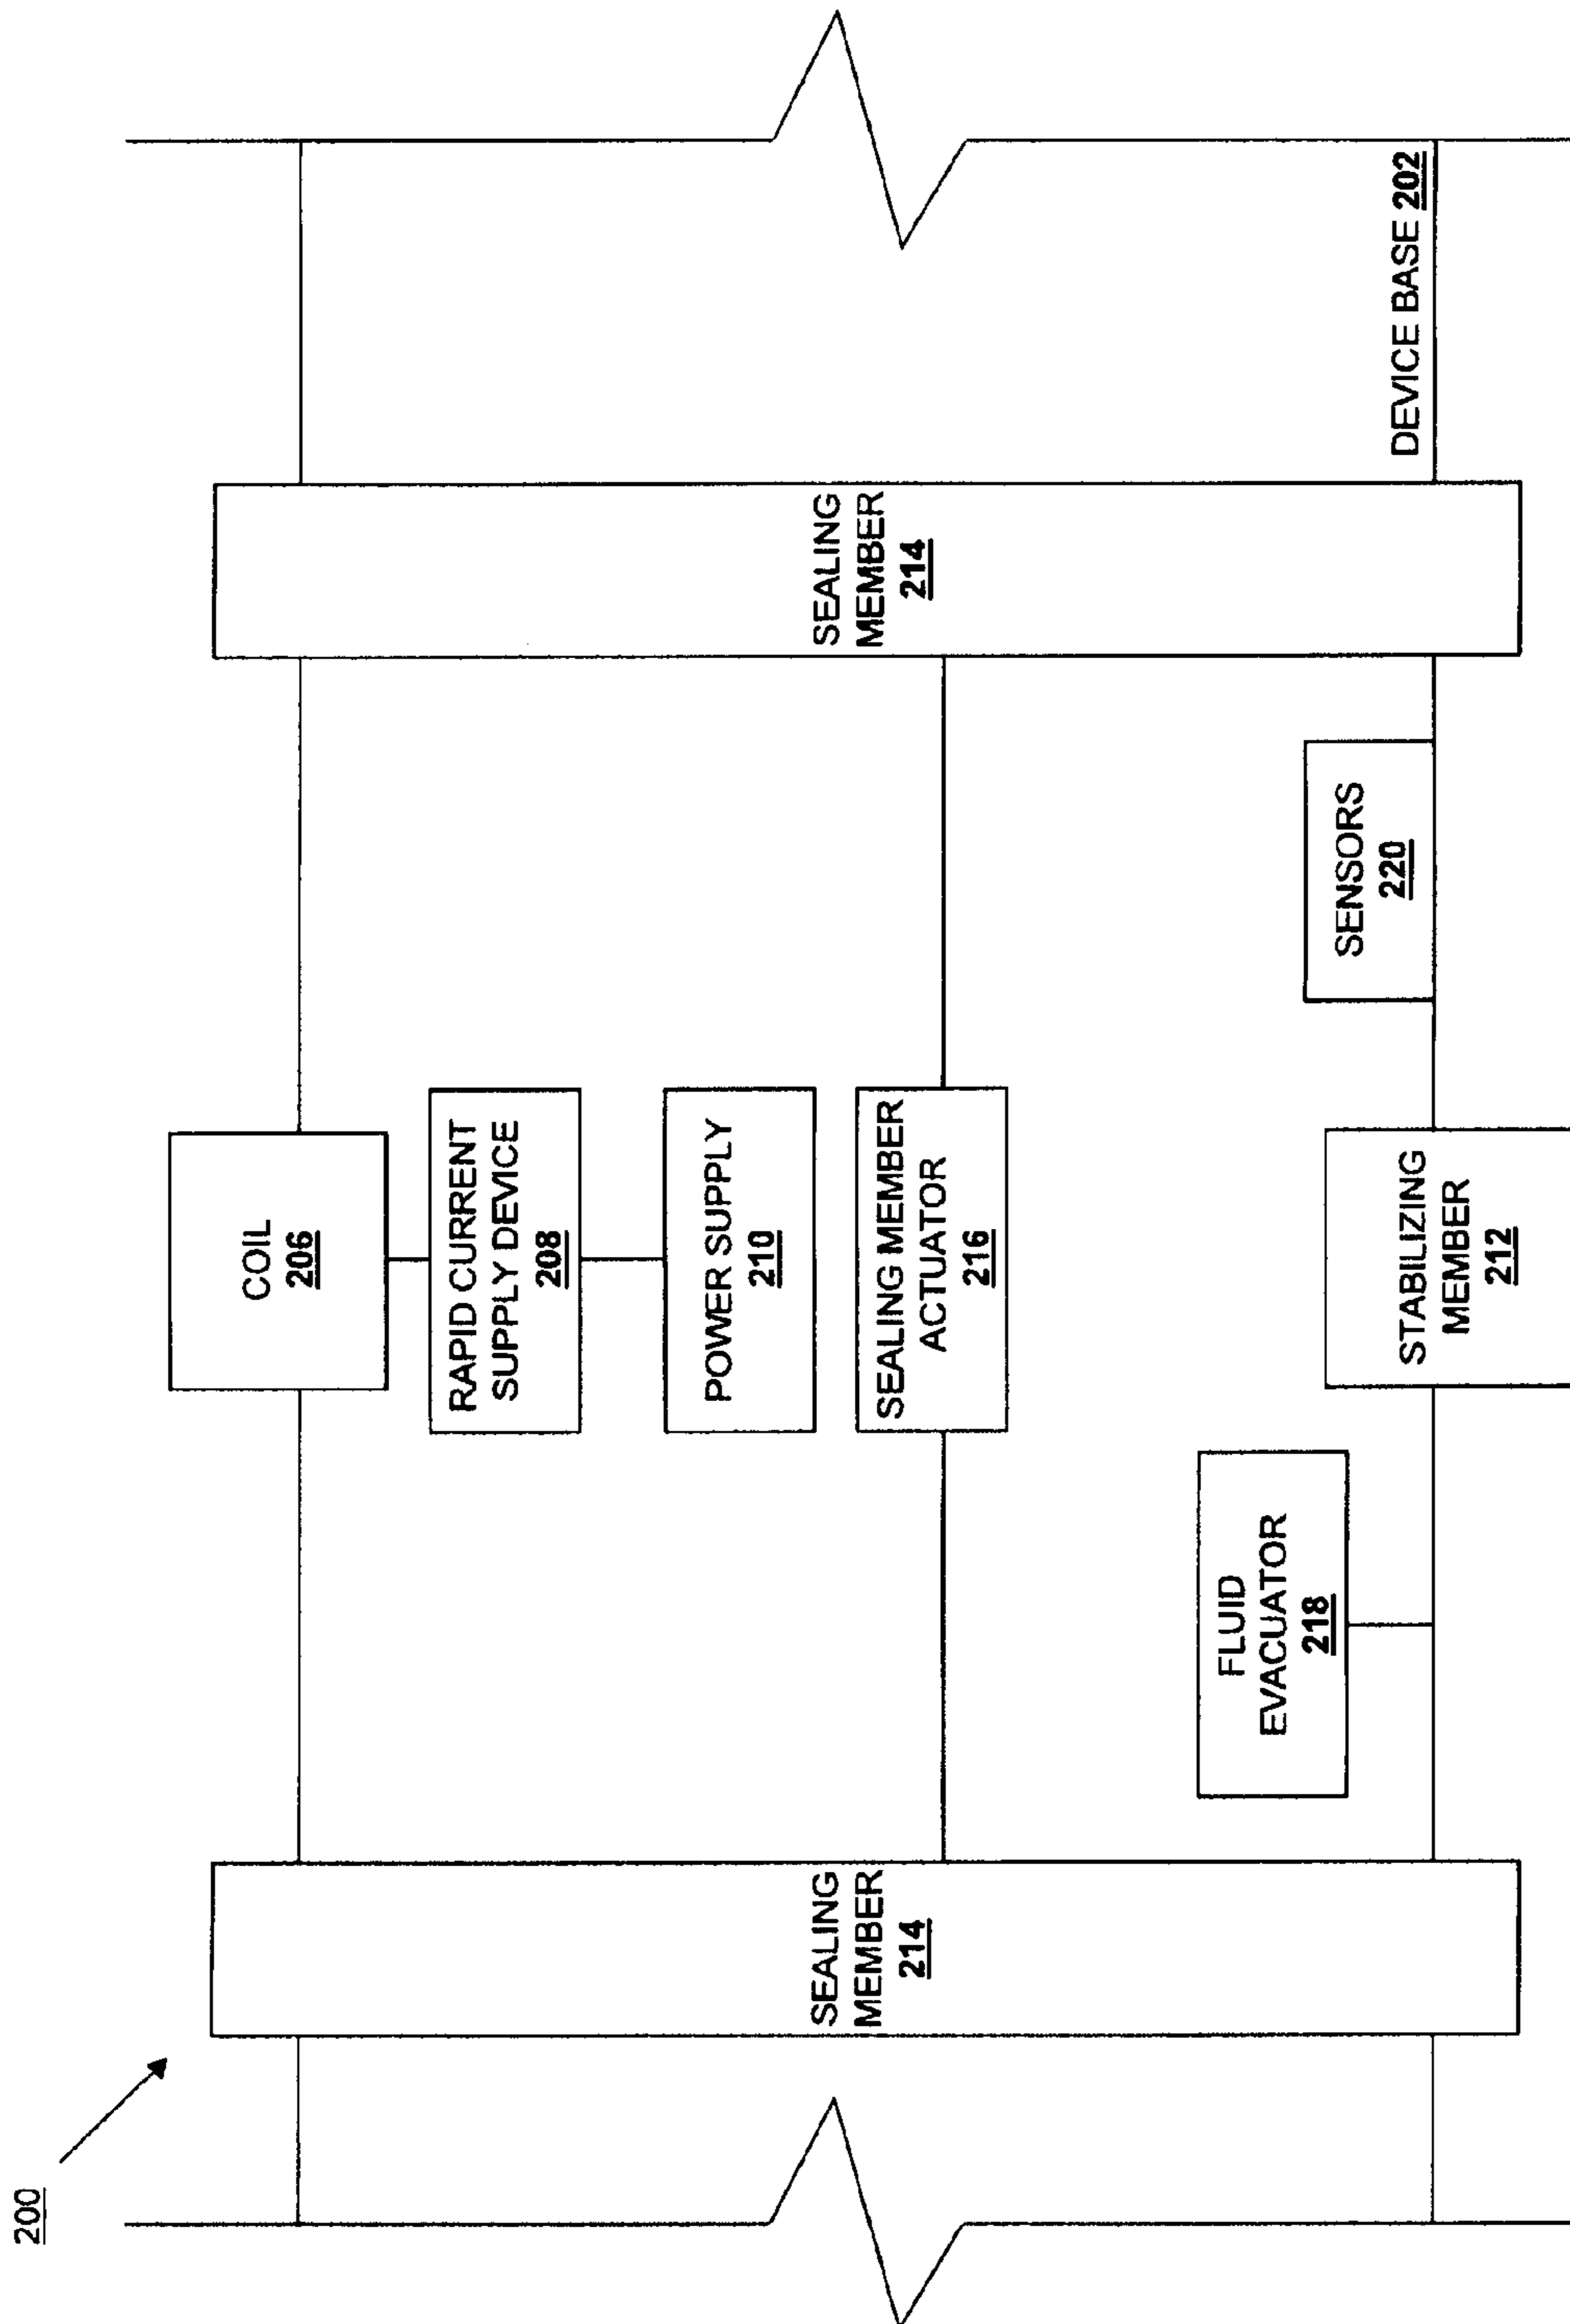 200
COIL
206
RAPID CURRENT
SUPPLY DEVICE
208
POWER SUPPLY
210
SEALING
MEMBER
214
SEALING MEMBER
ACTUATOR
216
SEALING
MEMBER
214
FLUID
EVACUATOR
218
SENSORS
220
STABILIZING
MEMBER
212
DEVICE BASE 202